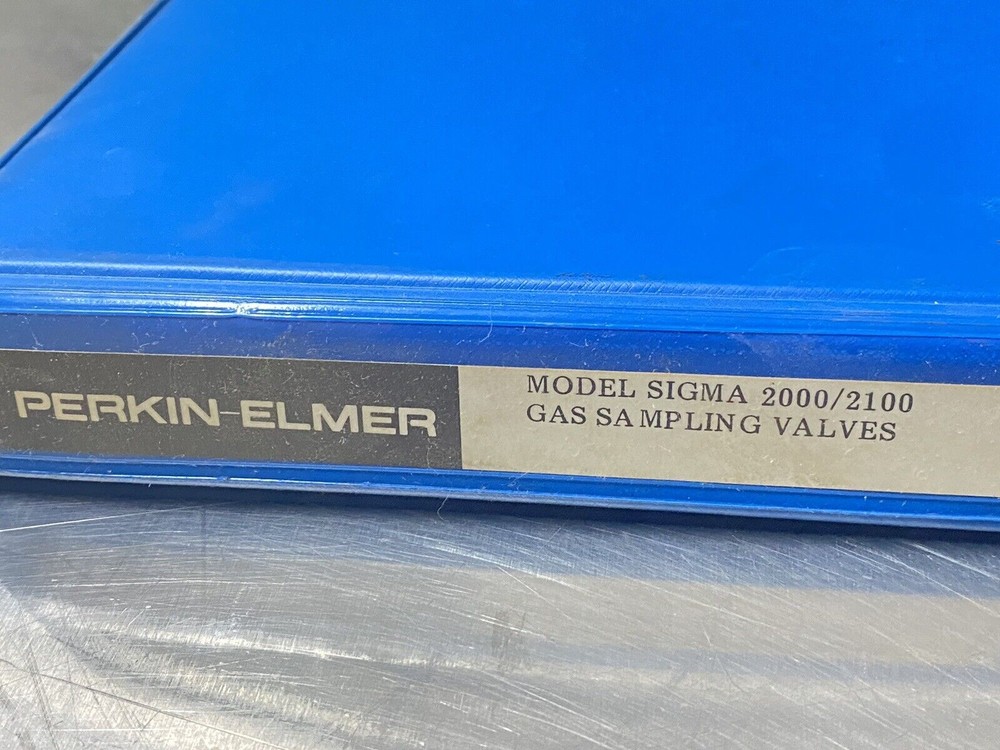 PERKIN-ELMER
MODEL SIGMA 2000/2100
GAS SAMPLING VALVES